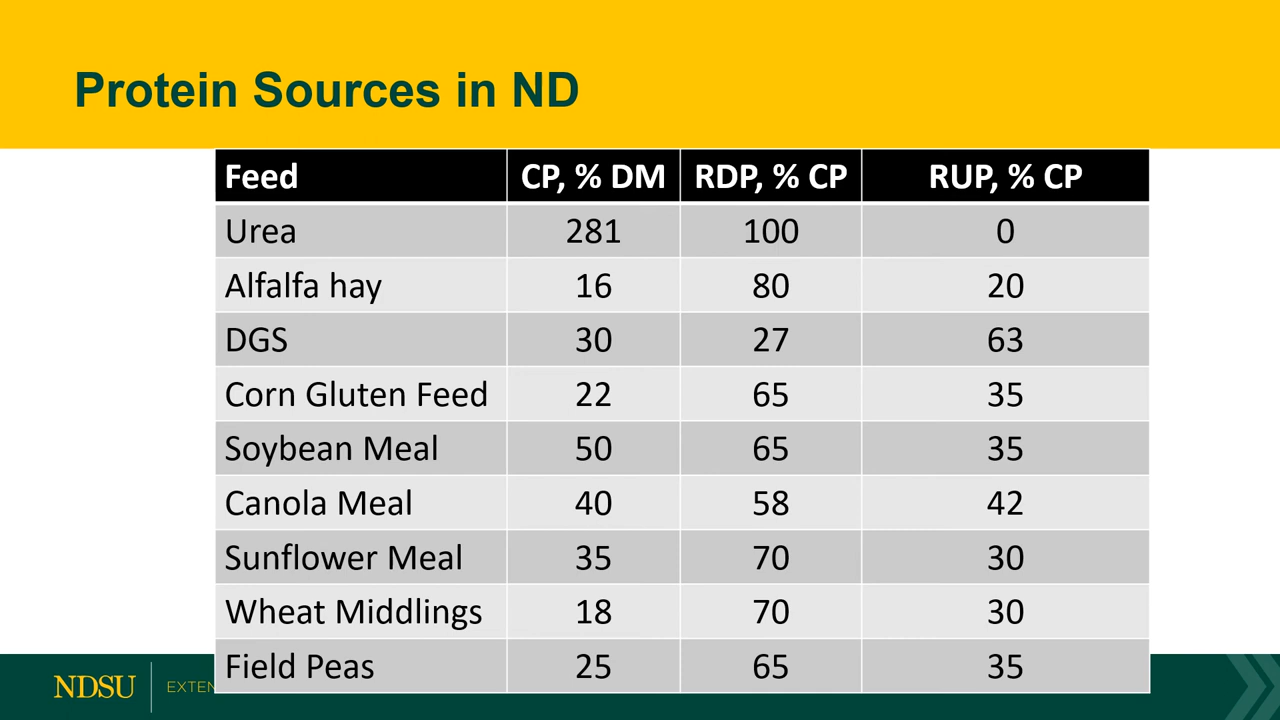 Protein Sources in ND
Feed CP, % DM RDP, % CP RUP, % CP
Urea 281 100 0
Alfalfa hay 16 80 20
DGS 30 27 63
Corn Gluten Feed 22 65 35
Soybean Meal 50 65 35
Canola Meal 40 58 42
Sunflower Meal 35 70 30
Wheat Middlings 18 70 30
Field Peas 25 65 35
NDSU EXTEN